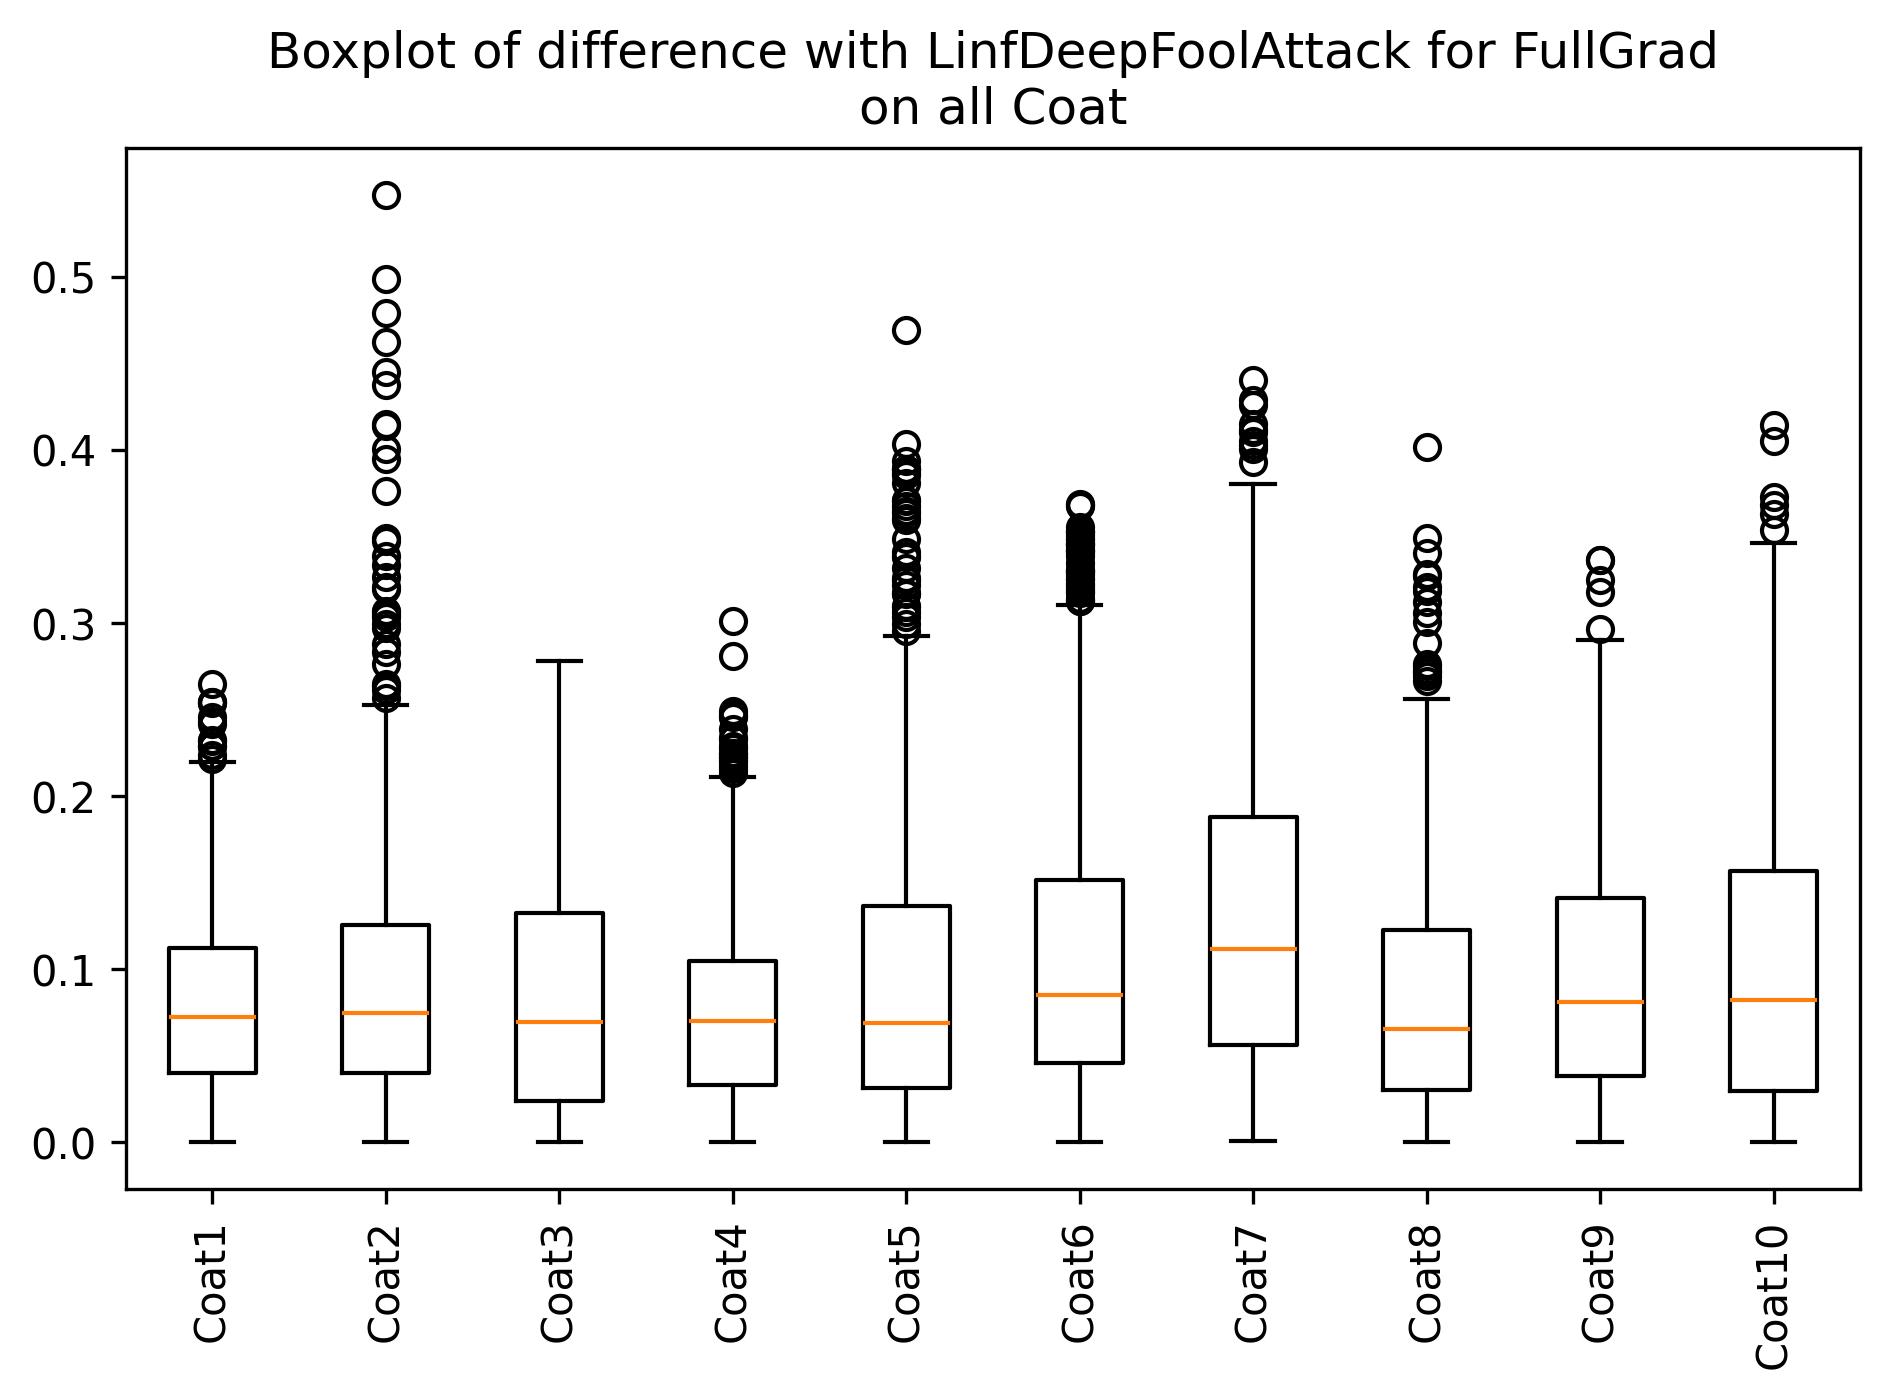 Boxplot of difference with LinfDeepFoolAttack for FullGrad
on all Coat
0.5
0.4
0.3
0.2
0.1
0.0
Coat1
Coat2
Coat3
Coat4
Coat5
Coat6
Coat7
Coat8
Coat9
Coat10